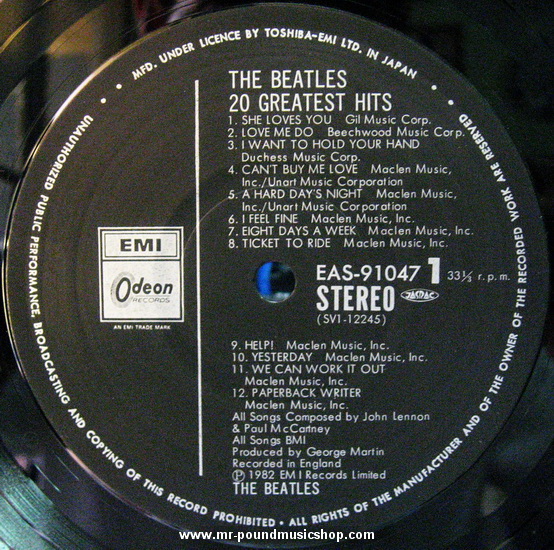 MFD. UNDER LICENCE BY TOSHIBA-EMI LTD. IN JAPAN
UNAUTHORIZED PUBLIC PERFORMANCE, BROADCASTING AND COPYING OF THIS RECORD PROHIBITED • ALL RIGHTS OF THE MANUFACTURER AND OF THE OWNER OF THE RECORDED WORK ARE RESERVED
THE BEATLES
20 GREATEST HITS
1. SHE LOVES YOU Gil Music Corp.
2. LOVE ME DO Beechwood Music Corp.
3. I WANT TO HOLD YOUR HAND
Duchess Music Corp.
4. CAN'T BUY ME LOVE Maclen Music,
Inc./Unart Music Corporation
5. A HARD DAY'S NIGHT Maclen Music,
Inc./Unart Music Corporation
6. I FEEL FINE Maclen Music, Inc.
7. EIGHT DAYS A WEEK Maclen Music, Inc.
8. TICKET TO RIDE Maclen Music, Inc.
EMI
Odeon
RECORDS
AN EMI TRADE MARK
EAS-91047 1 33⅓ r.p.m.
STEREO JASRAC
(SV1-12245)
9. HELP! Maclen Music, Inc.
10. YESTERDAY Maclen Music, Inc.
11. WE CAN WORK IT OUT
Maclen Music, Inc.
12. PAPERBACK WRITER
Maclen Music, Inc.
All Songs Composed by John Lennon
& Paul McCartney
All Songs BMI
Produced by George Martin
Recorded in England
℗ 1982 EMI Records Limited
THE BEATLES
www.mr-poundmusicshop.com